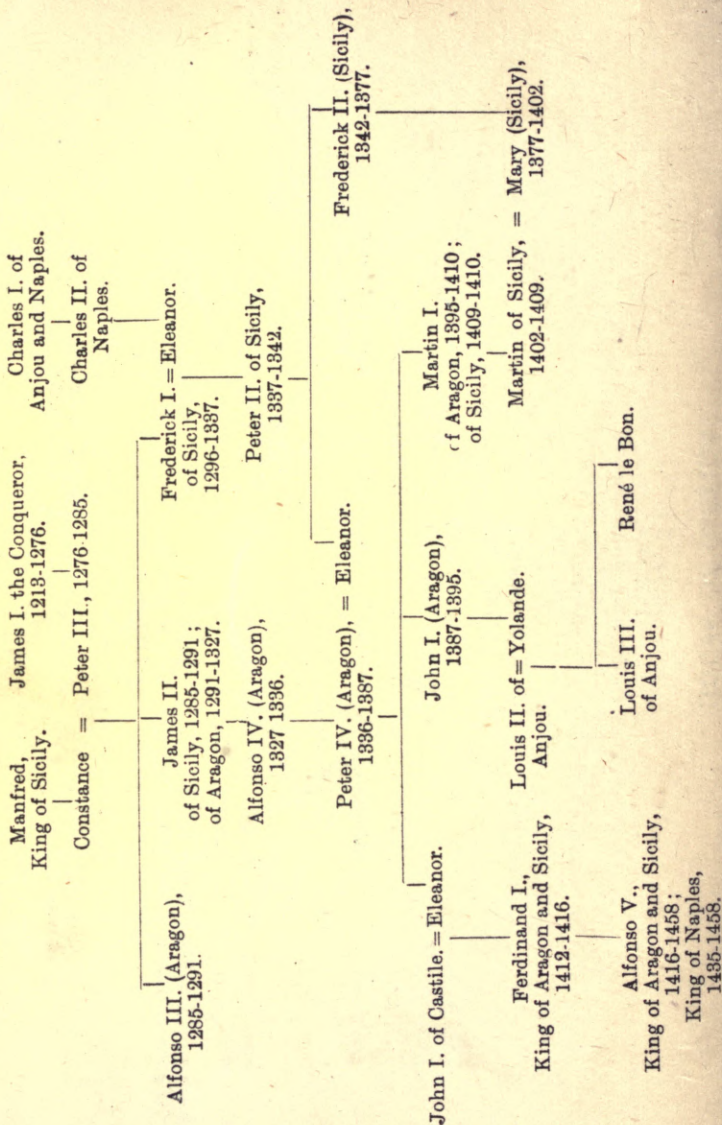 Manfred,
King of Sicily.
James I. the Conqueror,
1213-1276.
Charles I. of
Anjou and Naples.
Constance = Peter III., 1276-1285.
Charles II. of
Naples.
Alfonso III. (Aragon),
1285-1291.
James II.
of Sicily, 1285-1291;
of Aragon, 1291-1327.
Frederick I. = Eleanor.
of Sicily,
1296-1337.
Alfonso IV. (Aragon),
1327 1336.
Peter II. of Sicily,
1337-1342.
Peter IV. (Aragon), = Eleanor.
1336-1387.
Frederick II. (Sicily),
1342-1377.
John I. of Castile. = Eleanor.
John I. (Aragon),
1387-1395.
Martin I.
of Aragon, 1395-1410;
of Sicily, 1409-1410.
Ferdinand I.,
King of Aragon and Sicily,
1412-1416.
Louis II. of = Yolande.
Anjou.
Martin of Sicily, = Mary (Sicily),
1402-1409. 1377-1402.
Alfonso V.,
King of Aragon and Sicily,
1416-1458;
King of Naples,
1435-1458.
Louis III.
of Anjou.
René le Bon.